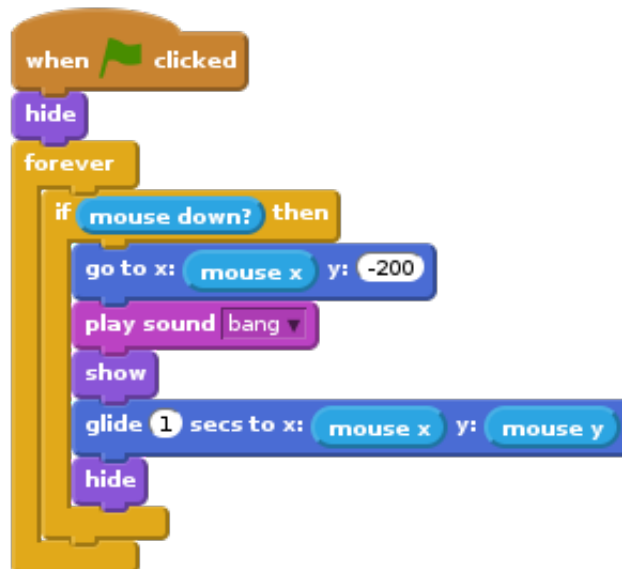 when clicked
hide
forever
if mouse down? then
go to x: mouse x y: -200
play sound bang
show
glide 1 secs to x: mouse x y: mouse y
hide